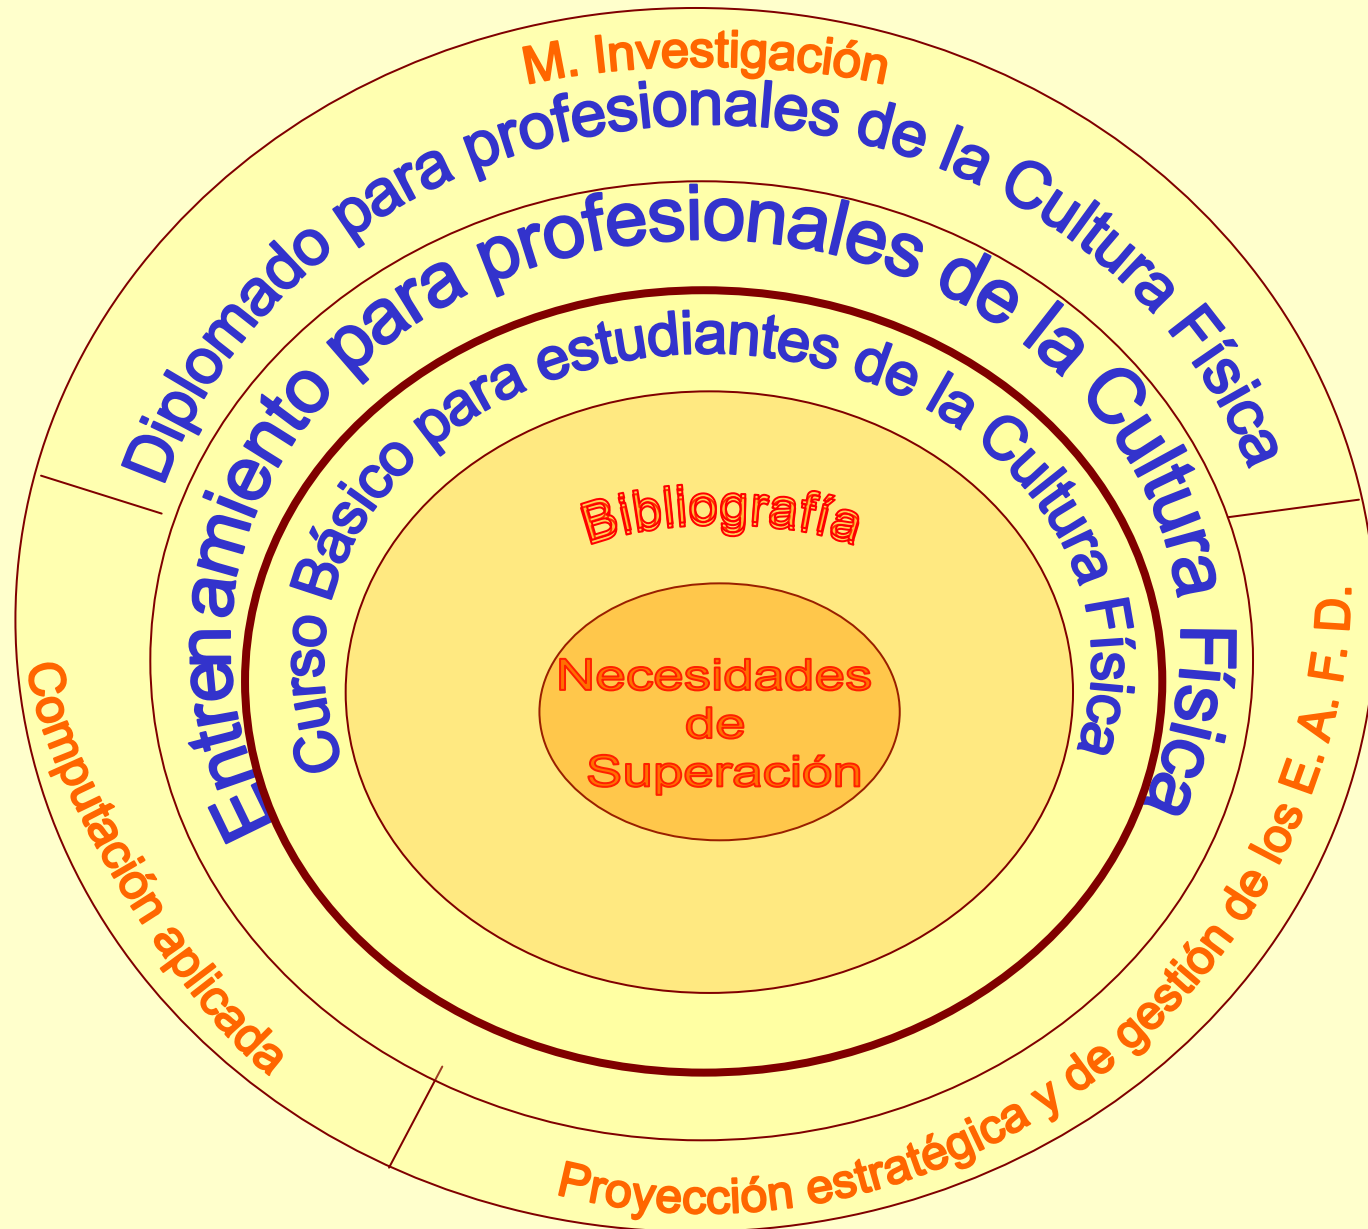 M. Investigación
Diplomado para profesionales de la Cultura Física
Entrenamiento para profesionales de la Cultura Física
Curso Básico para estudiantes de la Cultura Física
Bibliografía
Necesidades
de
Superación
Computación aplicada
Proyección estratégica y de gestión de los E. A. F. D.